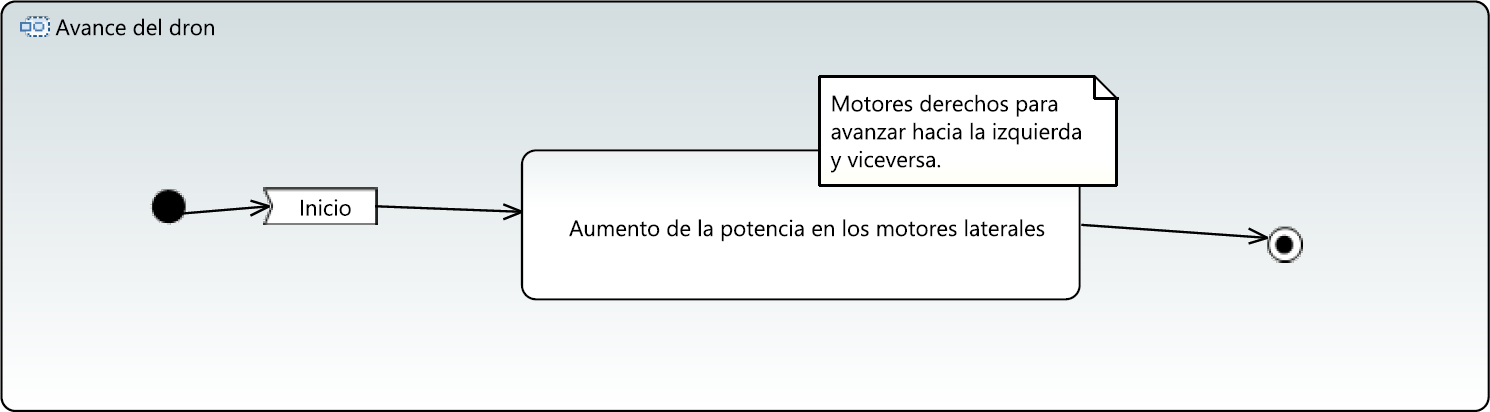 Avance del dron
Motores derechos para
avanzar hacia la izquierda
y viceversa.
Inicio
Aumento de la potencia en los motores laterales